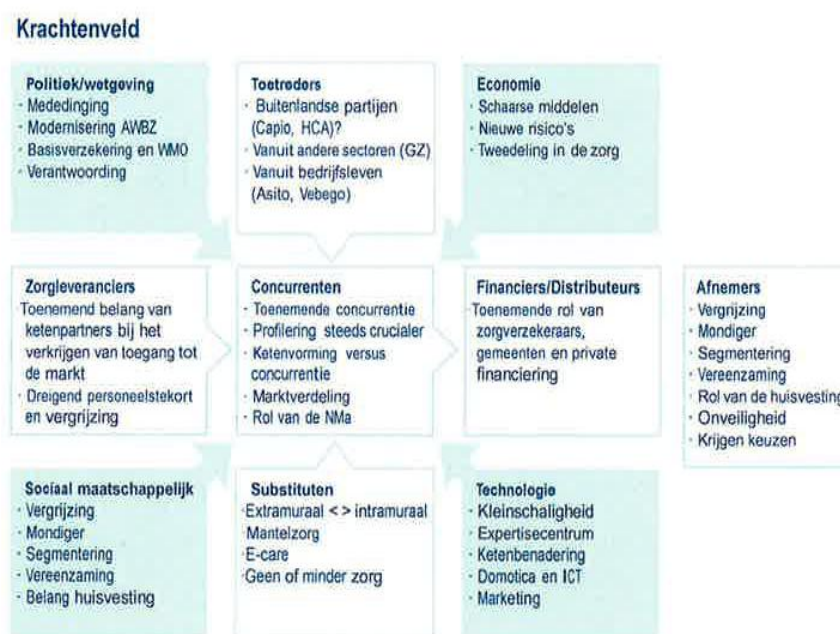 Krachtenveld
Politiek/wetgeving
· Mededinging
· Modernisering AWBZ
· Basisverzekering en WMO
· Verantwoording
Toetreders
· Buitenlandse partijen
(Capio, HCA)?
· Vanuit andere sectoren (GZ)
· Vanuit bedrijfsleven
(Asito, Vebego)
Economie
· Schaarse middelen
· Nieuwe risico's
· Tweedeling in de zorg
Zorgleveranciers
·Toenemend belang van
ketenpartners bij het
verkrijgen van toegang tot
de markt
· Dreigend personeelstekort
en vergrijzing
Concurrenten
· Toenemende concurrentie
· Profilering steeds crucialer
· Ketenvorming versus
concurrentie
· Marktverdeling
· Rol van de NMa
Financiers/Distributeurs
·Toenemende rol van
zorgverzekeraars,
gemeenten en private
financiering
Afnemers
· Vergrijzing
· Mondiger
· Segmentering
· Vereenzaming
· Rol van de huisvesting
· Onveiligheid
· Krijgen keuzen
Sociaal maatschappelijk
· Vergrijzing
· Mondiger
· Segmentering
· Vereenzaming
· Belang huisvesting
Substituten
·Extramuraal < > intramuraal
·Mantelzorg
·E-care
·Geen of minder zorg
Technologie
· Kleinschaligheid
· Expertisecentrum
· Ketenbenadering
· Domotica en ICT
· Marketing